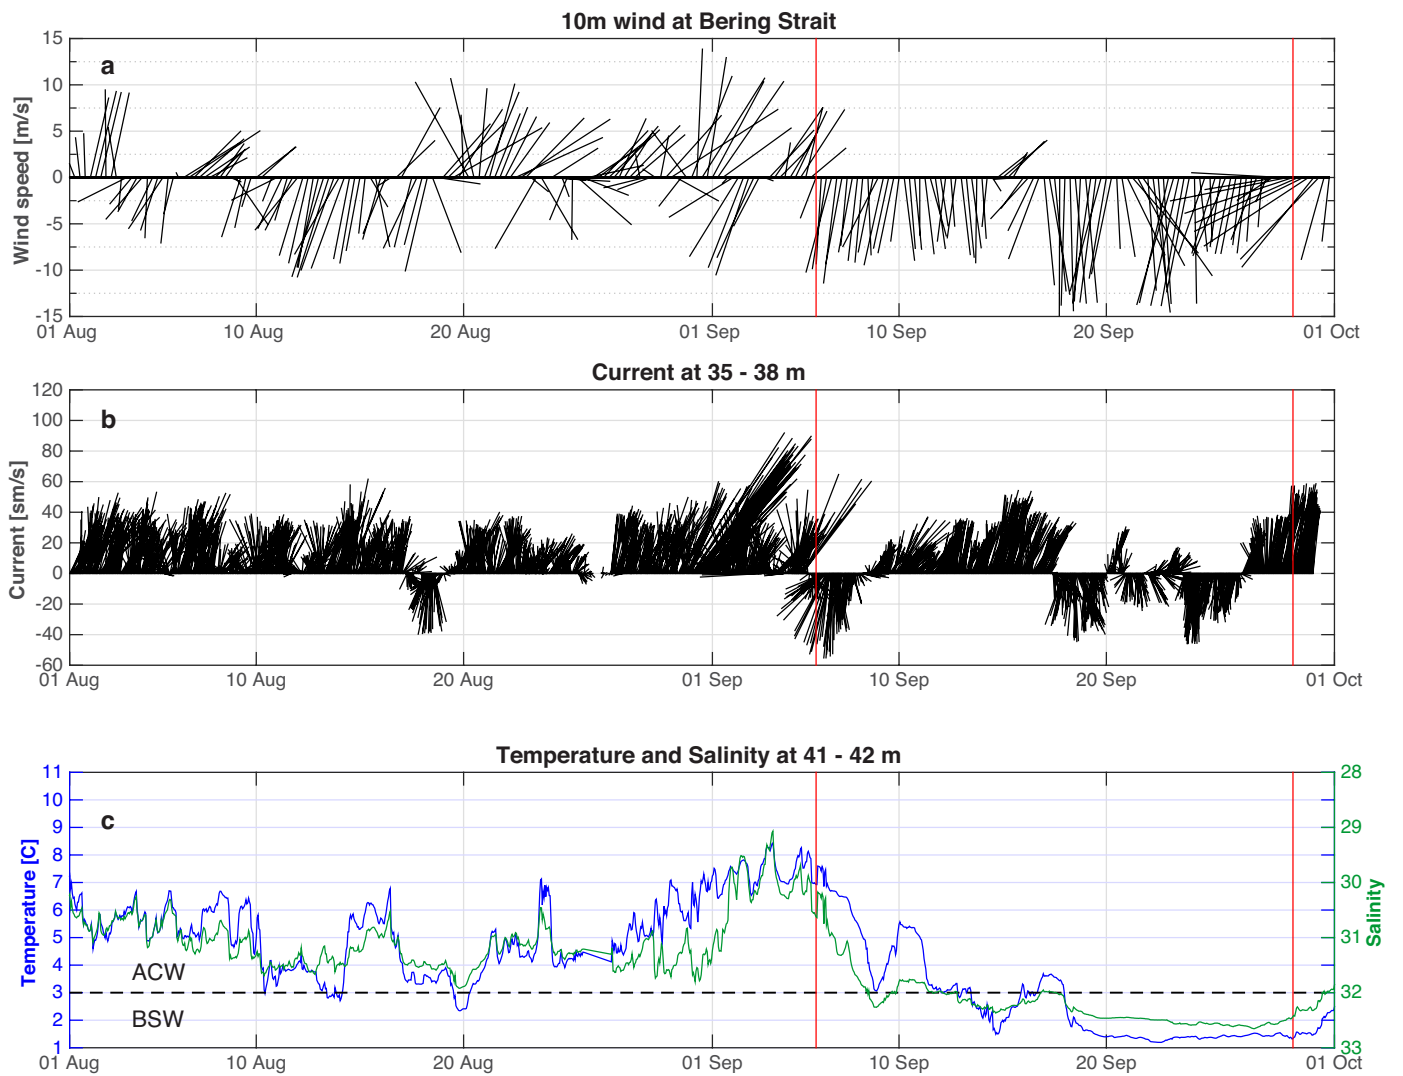 10m wind at Bering Strait
a
Wind speed [m/s]
15
10
5
0
-5
-10
-15
01 Aug 10 Aug 20 Aug 01 Sep 10 Sep 20 Sep 01 Oct
Current at 35 - 38 m
b
Current [sm/s]
120
100
80
60
40
20
0
-20
-40
-60
01 Aug 10 Aug 20 Aug 01 Sep 10 Sep 20 Sep 01 Oct
Temperature and Salinity at 41 - 42 m
c
Temperature [C]
11
10
9
8
7
6
5
4
3
2
1
ACW
BSW
28
29
30
31
32
33
Salinity
01 Aug 10 Aug 20 Aug 01 Sep 10 Sep 20 Sep 01 Oct